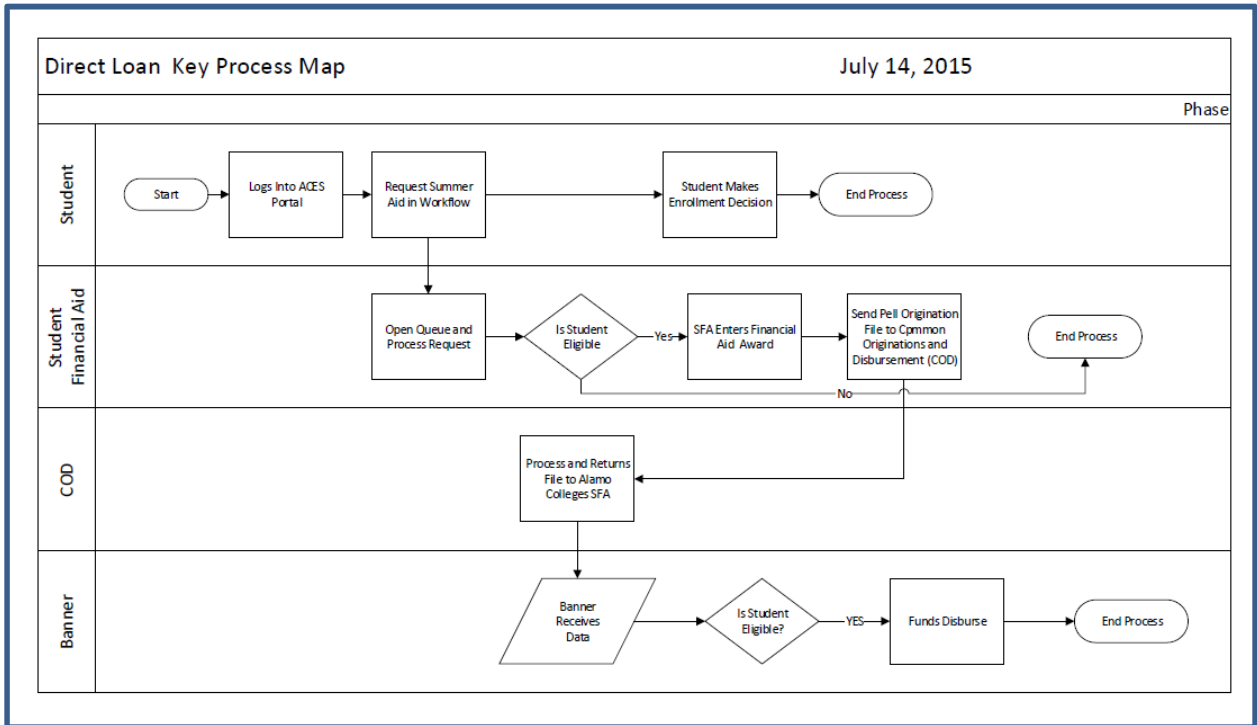 Direct Loan Key Process Map
July 14, 2015
Phase
Student
Start
Logs Into ACES
Portal
Request Summer
Aid in Workflow
Student Makes
Enrollment Decision
End Process
Student
Financial Aid
Open Queue and
Process Request
Is Student
Eligible
Yes
SFA Enters Financial
Aid Award
Send Pell Origination
File to Cpmmon
Originations and
Disbursement (COD)
End Process
No
COD
Process and Returns
File to Alamo
Colleges SFA
Banner
Banner
Receives
Data
Is Student
Eligible?
YES
Funds Disburse
End Process